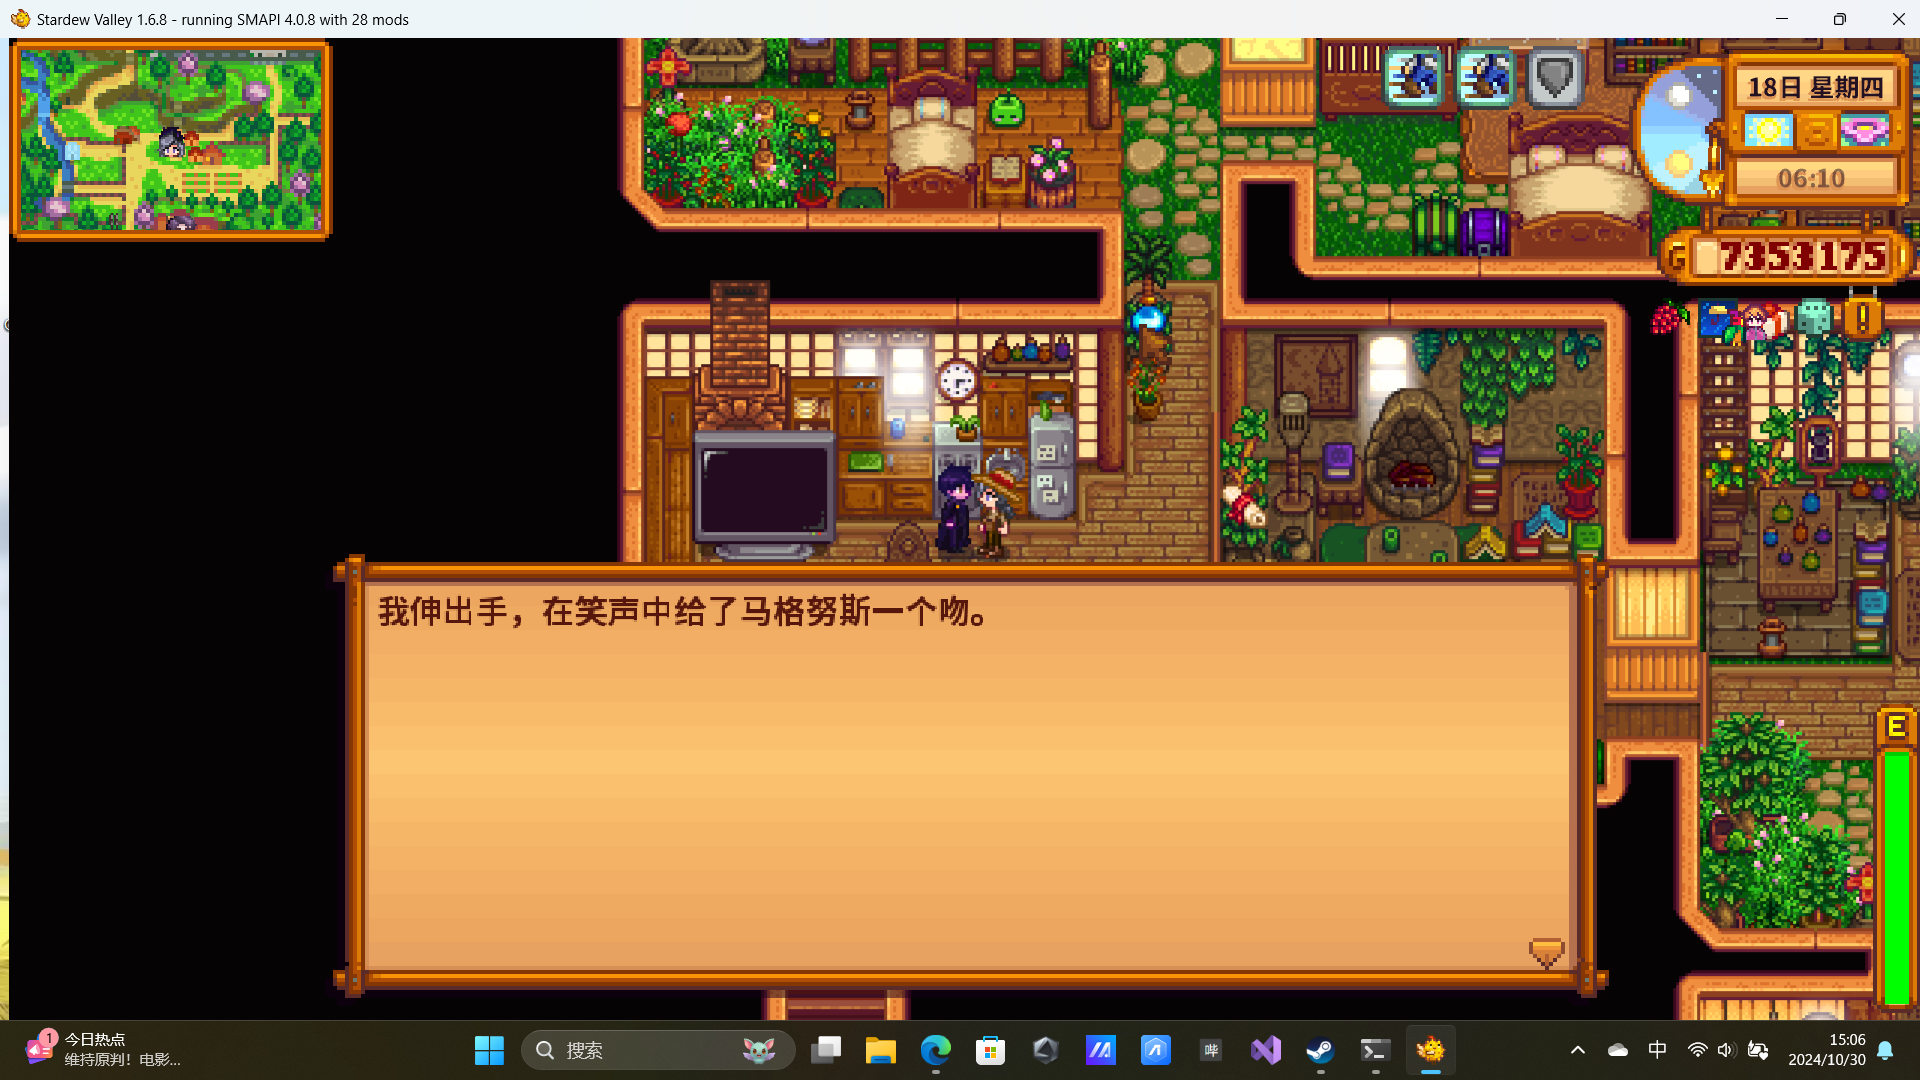 Stardew Valley 1.6.8 - running SMAPI 4.0.8 with 28 mods
18日 星期四
06:10
G 7353175
我伸出手，在笑声中给了马格努斯一个吻。
E
1
今日热点
维持原判！电影...
搜索
哔
中
15:06
2024/10/30